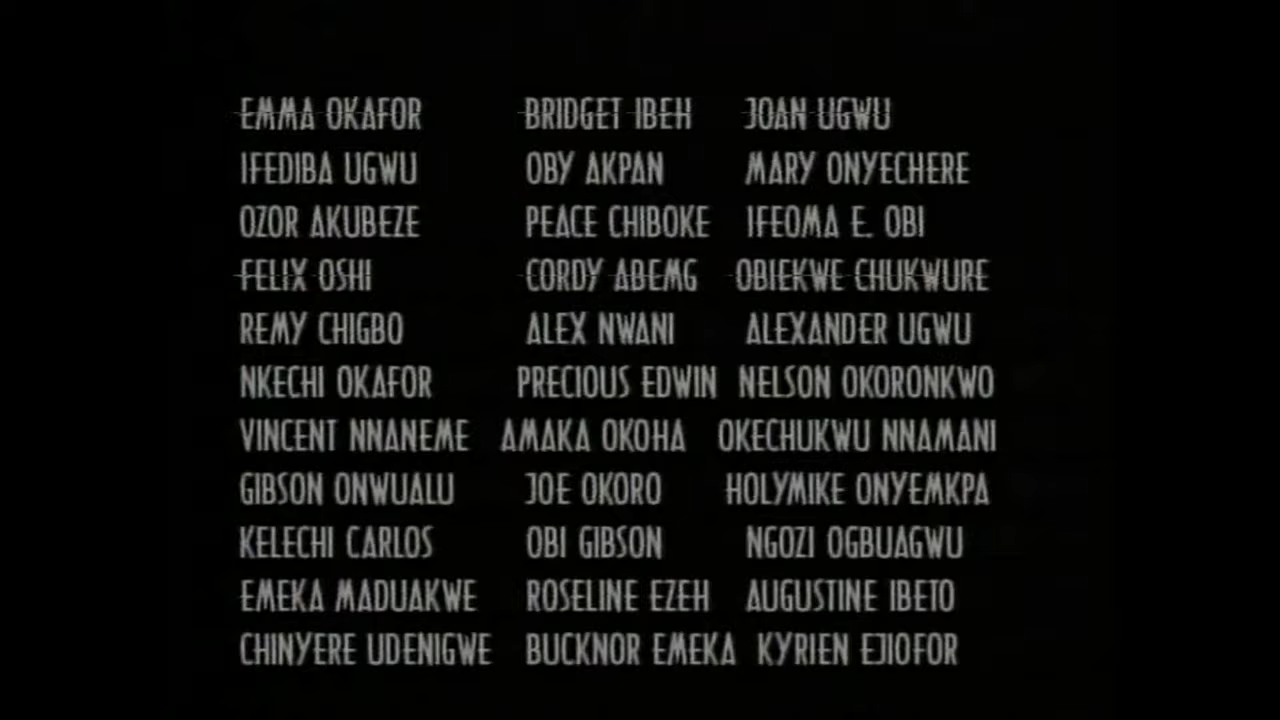 EMMA OKAFOR BRIDGET IBEH JOAN UGWU
IFEDIBA UGWU OBY AKPAN MARY ONYECHERE
OZOR AKUBEZE PEACE CHIBOKE IFEOMA E. OBI
FELIX OSHI CORDY ABEMG OBIEKWE CHUKWURE
REMY CHIGBO ALEX NWANI ALEXANDER UGWU
NKECHI OKAFOR PRECIOUS EDWIN NELSON OKORONKWO
VINCENT NNANEME AMAKA OKOHA OKECHUKWU NNAMANI
GIBSON ONWUALU JOE OKORO HOLYMIKE ONYEMKPA
KELECHI CARLOS OBI GIBSON NGOZI OGBUAGWU
EMEKA MADUAKWE ROSELINE EZEH AUGUSTINE IBETO
CHINYERE UDENIGWE BUCKNOR EMEKA KYRIEN EJIOFOR